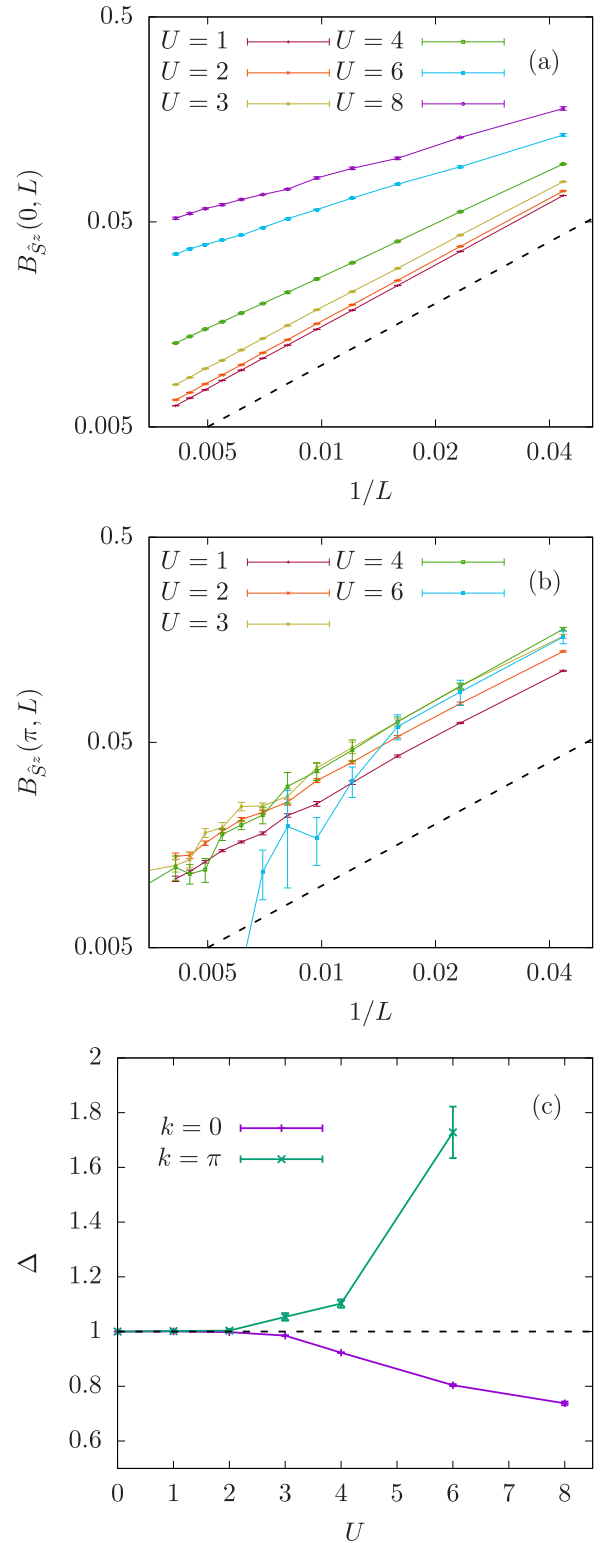 0.5
U = 1 U = 4
U = 2 U = 6
U = 3 U = 8
(a)
0.05
B_{Ŝ^z}(0, L)
0.005
0.005 0.01 0.02 0.04
1/L
0.5
U = 1 U = 4
U = 2 U = 6
U = 3
(b)
0.05
B_{Ŝ^z}(π, L)
0.005
0.005 0.01 0.02 0.04
1/L
2
(c)
1.8
k = 0
k = π
1.6
1.4
Δ
1.2
1
0.8
0.6
0 1 2 3 4 5 6 7 8
U